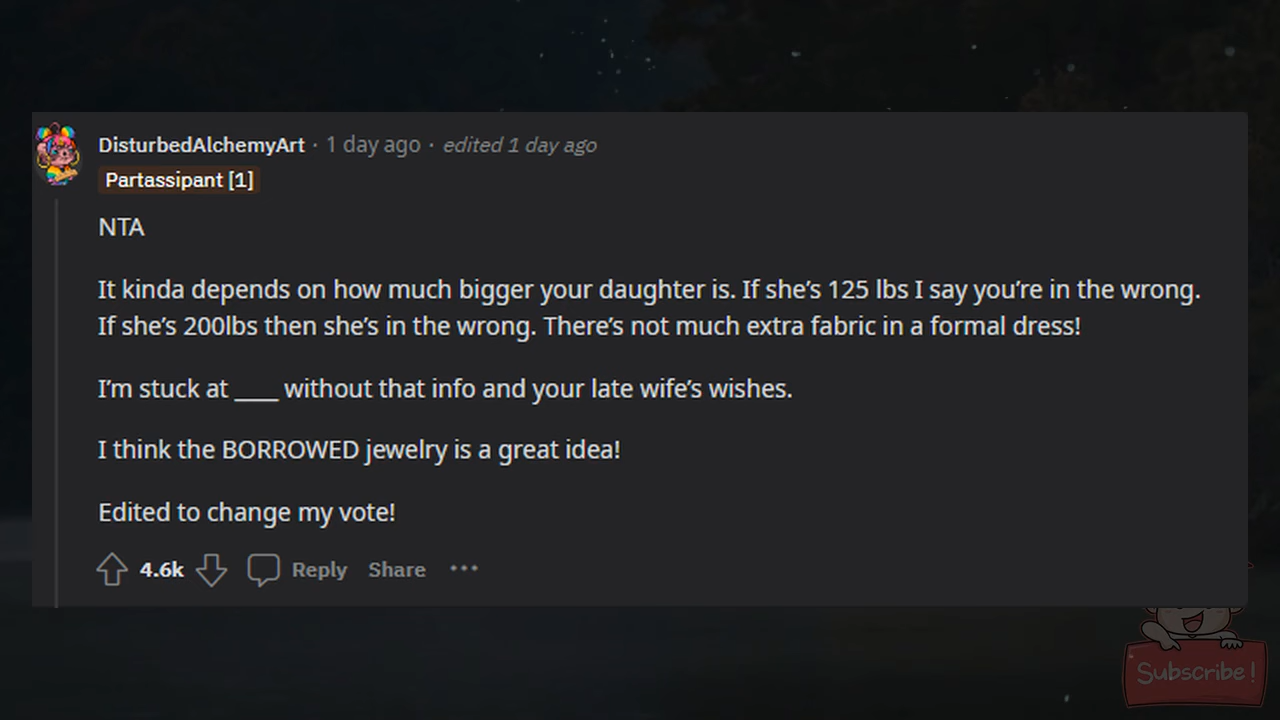 DisturbedAlchemyArt · 1 day ago · edited 1 day ago
Partassipant [1]
NTA
It kinda depends on how much bigger your daughter is. If she’s 125 lbs I say you’re in the wrong.
If she’s 200lbs then she’s in the wrong. There’s not much extra fabric in a formal dress!
I’m stuck at ____ without that info and your late wife’s wishes.
I think the BORROWED jewelry is a great idea!
Edited to change my vote!
4.6k Reply Share •••
Subscribe!